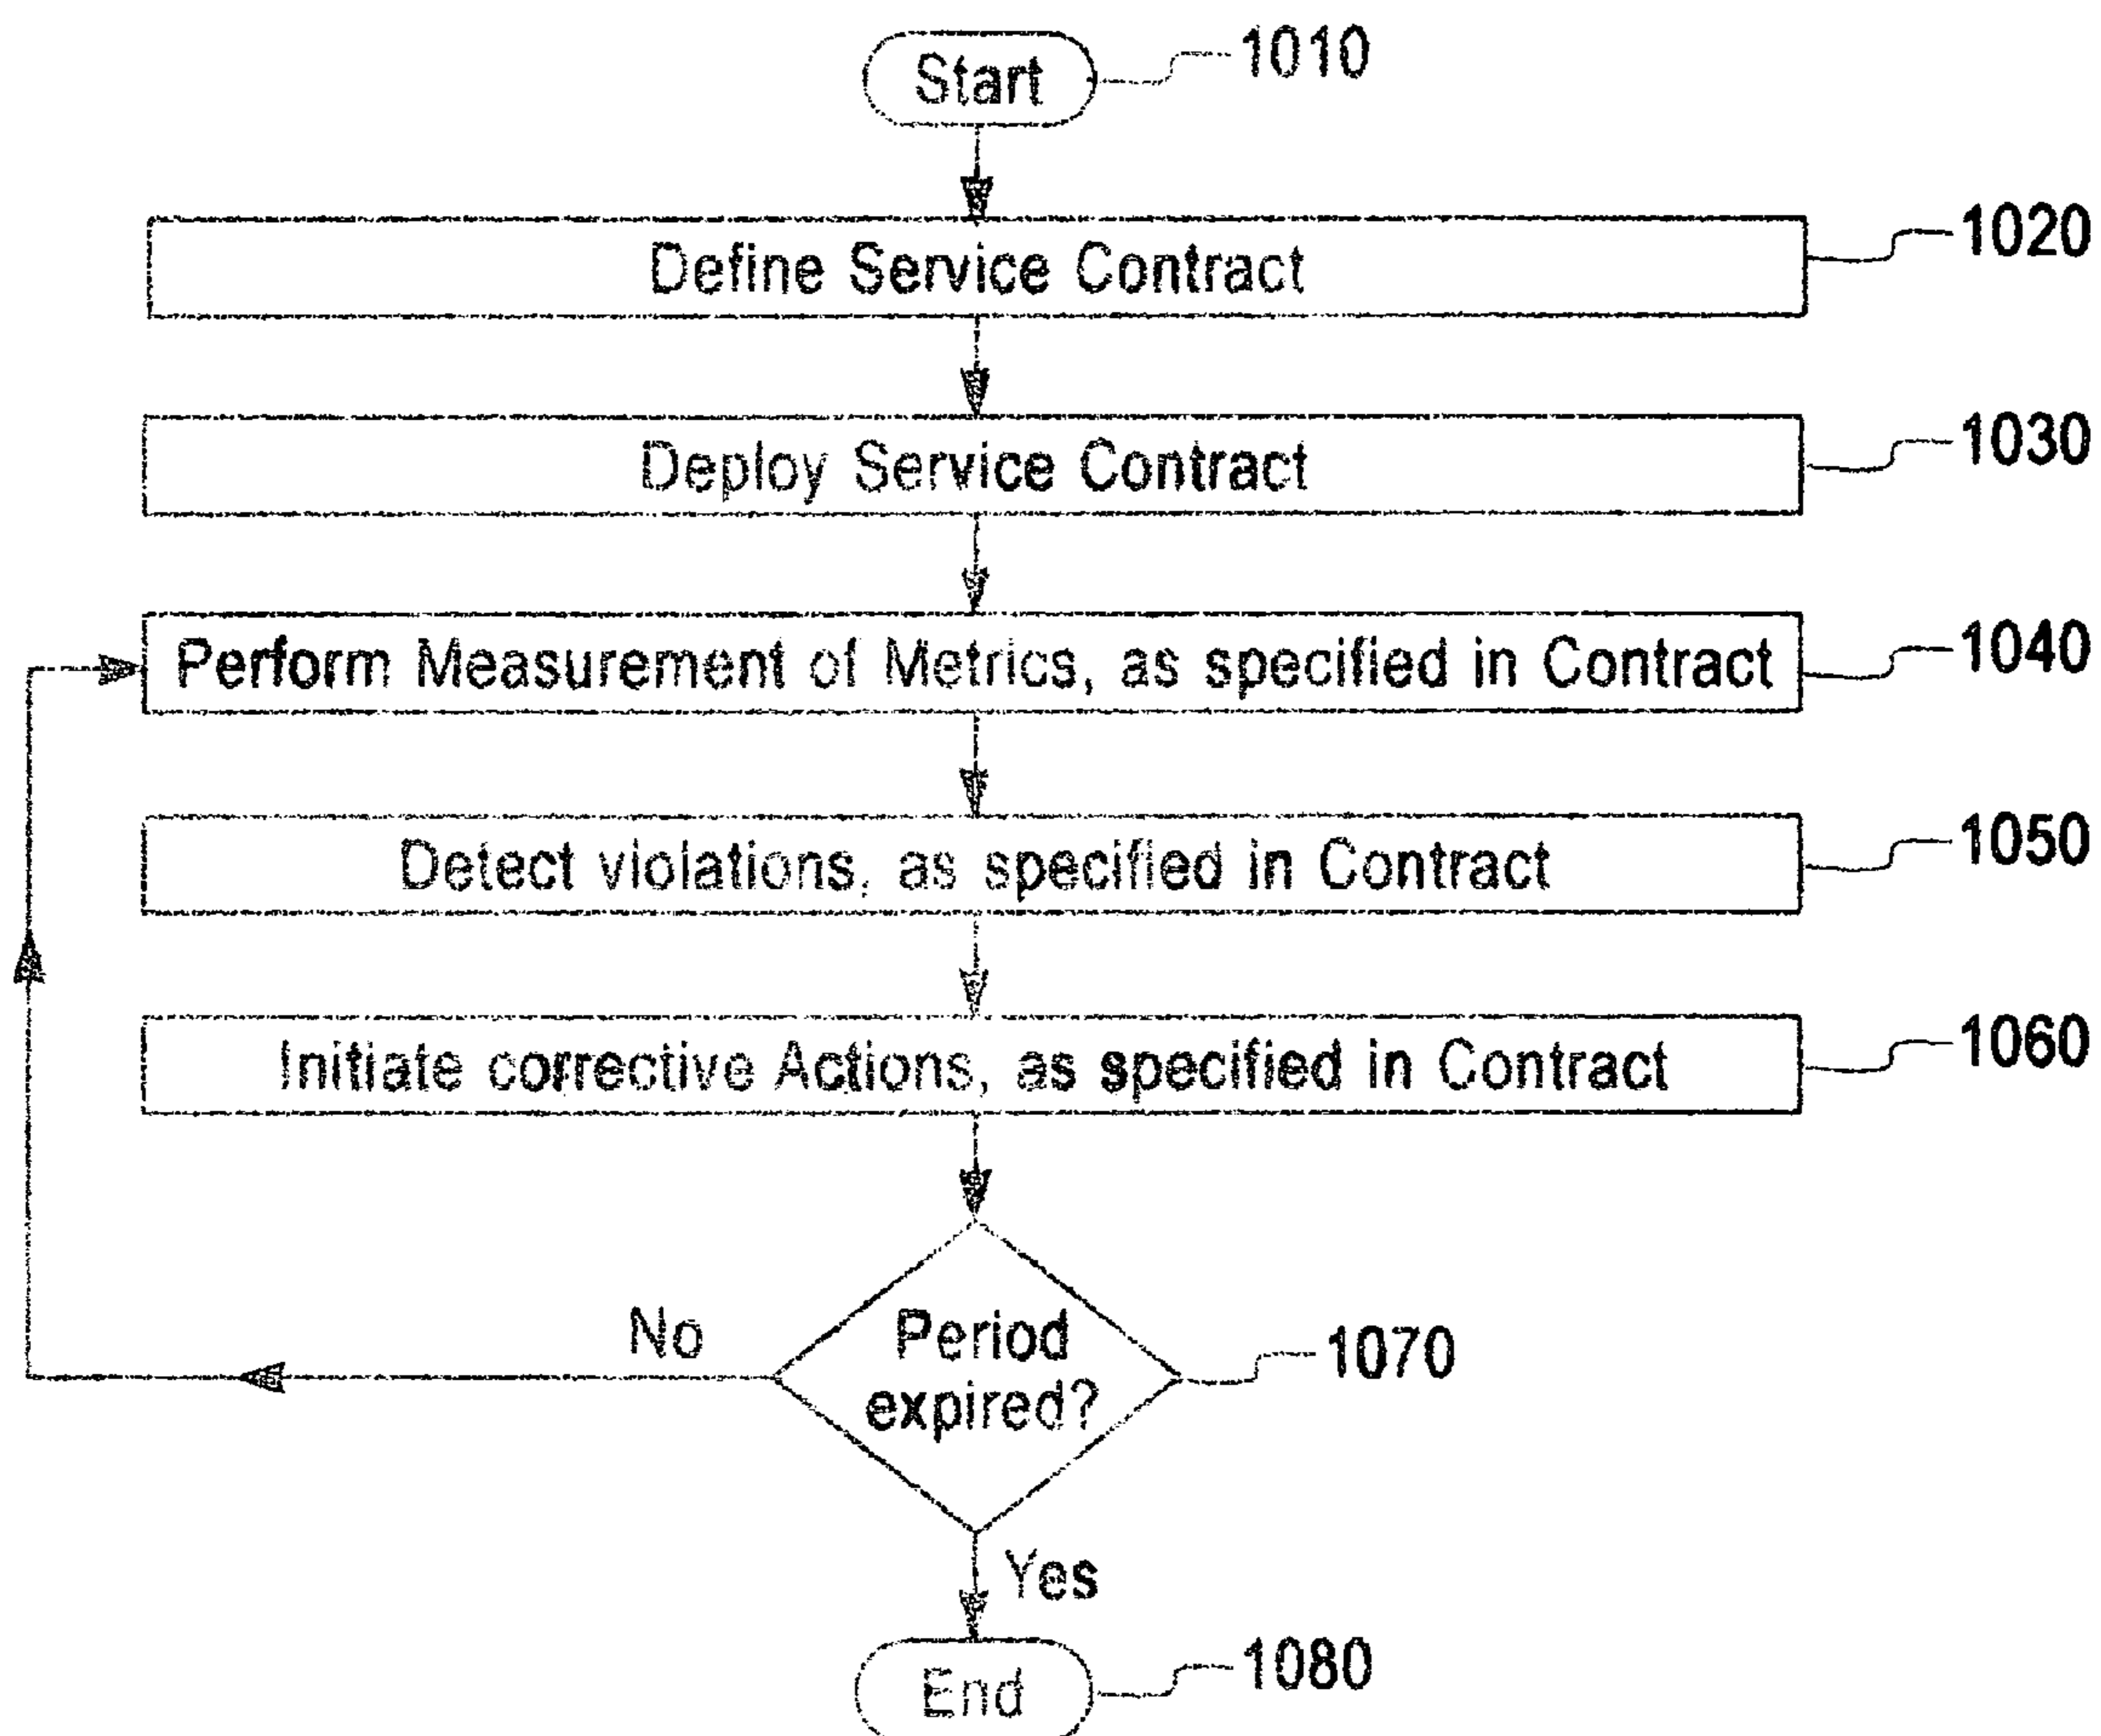 Start
1010
Define Service Contract
1020
Deploy Service Contract
1030
Perform Measurement of Metrics, as specified in Contract
1040
Detect violations, as specified in Contract
1050
Initiate corrective Actions, as specified in Contract
1060
No
Period
expired?
1070
Yes
End
1080